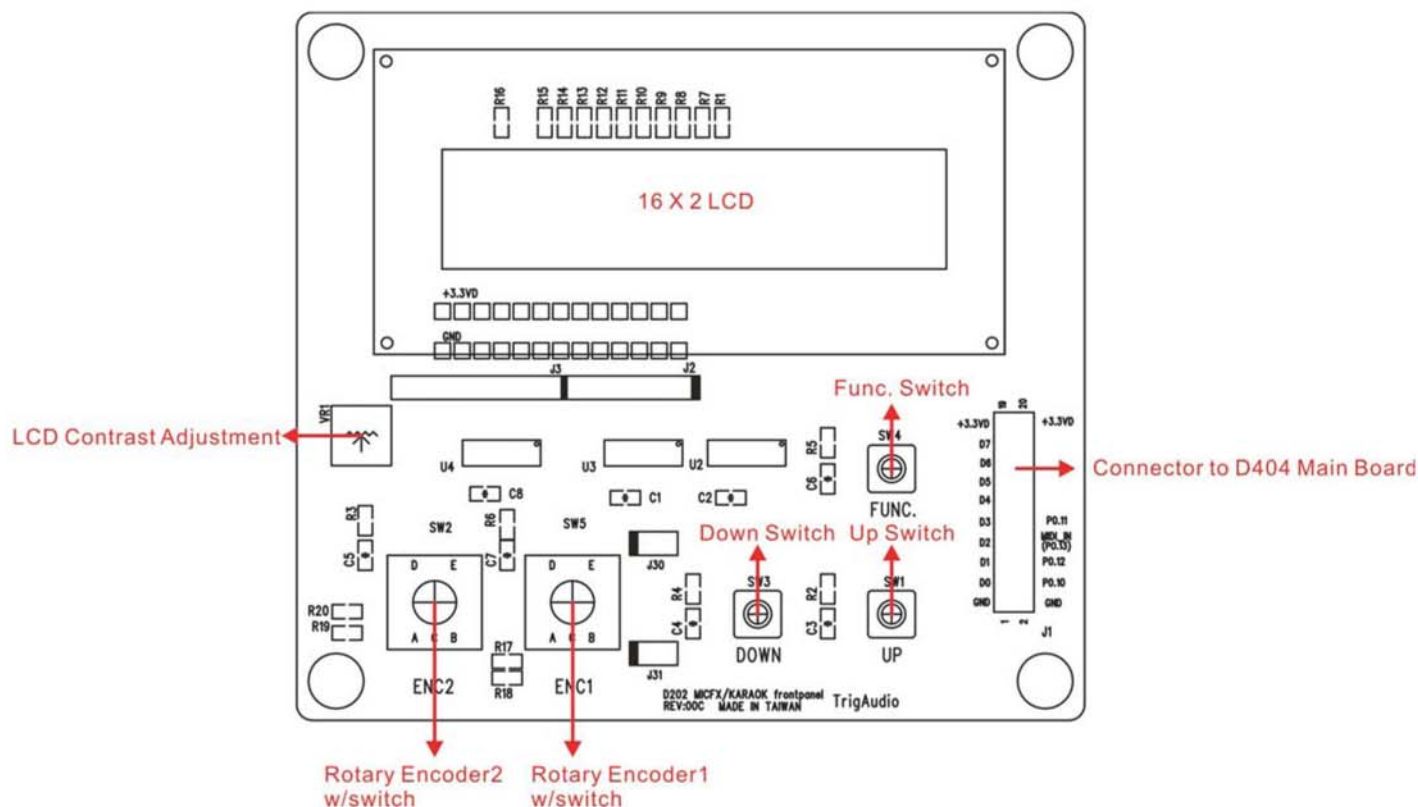 R16
R15
R14
R13
R12
R11
R10
R9
R8
R7
R1
16 X 2 LCD
+3.3VD
GND
J3
J2
VR1
LCD Contrast Adjustment
Func. Switch
SW4
FUNC.
R5
C6
U4
U3
U2
C8
C1
C2
19
20
+3.3VD
+3.3VD
D7
D6
D5
D4
D3
P0.11
D2
MIDI_IN
(P0.13)
D1
P0.12
D0
P0.10
GND
GND
1
2
J1
Connector to D404 Main Board
R3
C5
SW2
R6
C7
SW5
D E
A C B
ENC2
D E
A C B
ENC1
J30
J31
Down Switch
Up Switch
R4
C4
SW3
DOWN
R2
C3
SW1
UP
R20
R19
R17
R18
D202 MICFX/KARAOK frontpanel
REV:00C MADE IN TAIWAN
TrigAudio
Rotary Encoder2
w/switch
Rotary Encoder1
w/switch